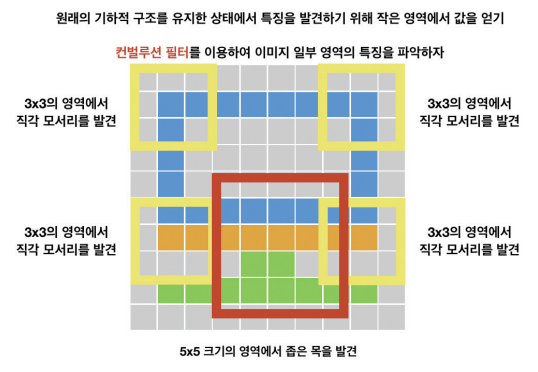 원래의 기하적 구조를 유지한 상태에서 특징을 발견하기 위해 작은 영역에서 값을 얻기
컨벌루션 필터를 이용하여 이미지 일부 영역의 특징을 파악하자
3x3의 영역에서
직각 모서리를 발견
3x3의 영역에서
직각 모서리를 발견
3x3의 영역에서
직각 모서리를 발견
3x3의 영역에서
직각 모서리를 발견
5x5 크기의 영역에서 좁은 목을 발견